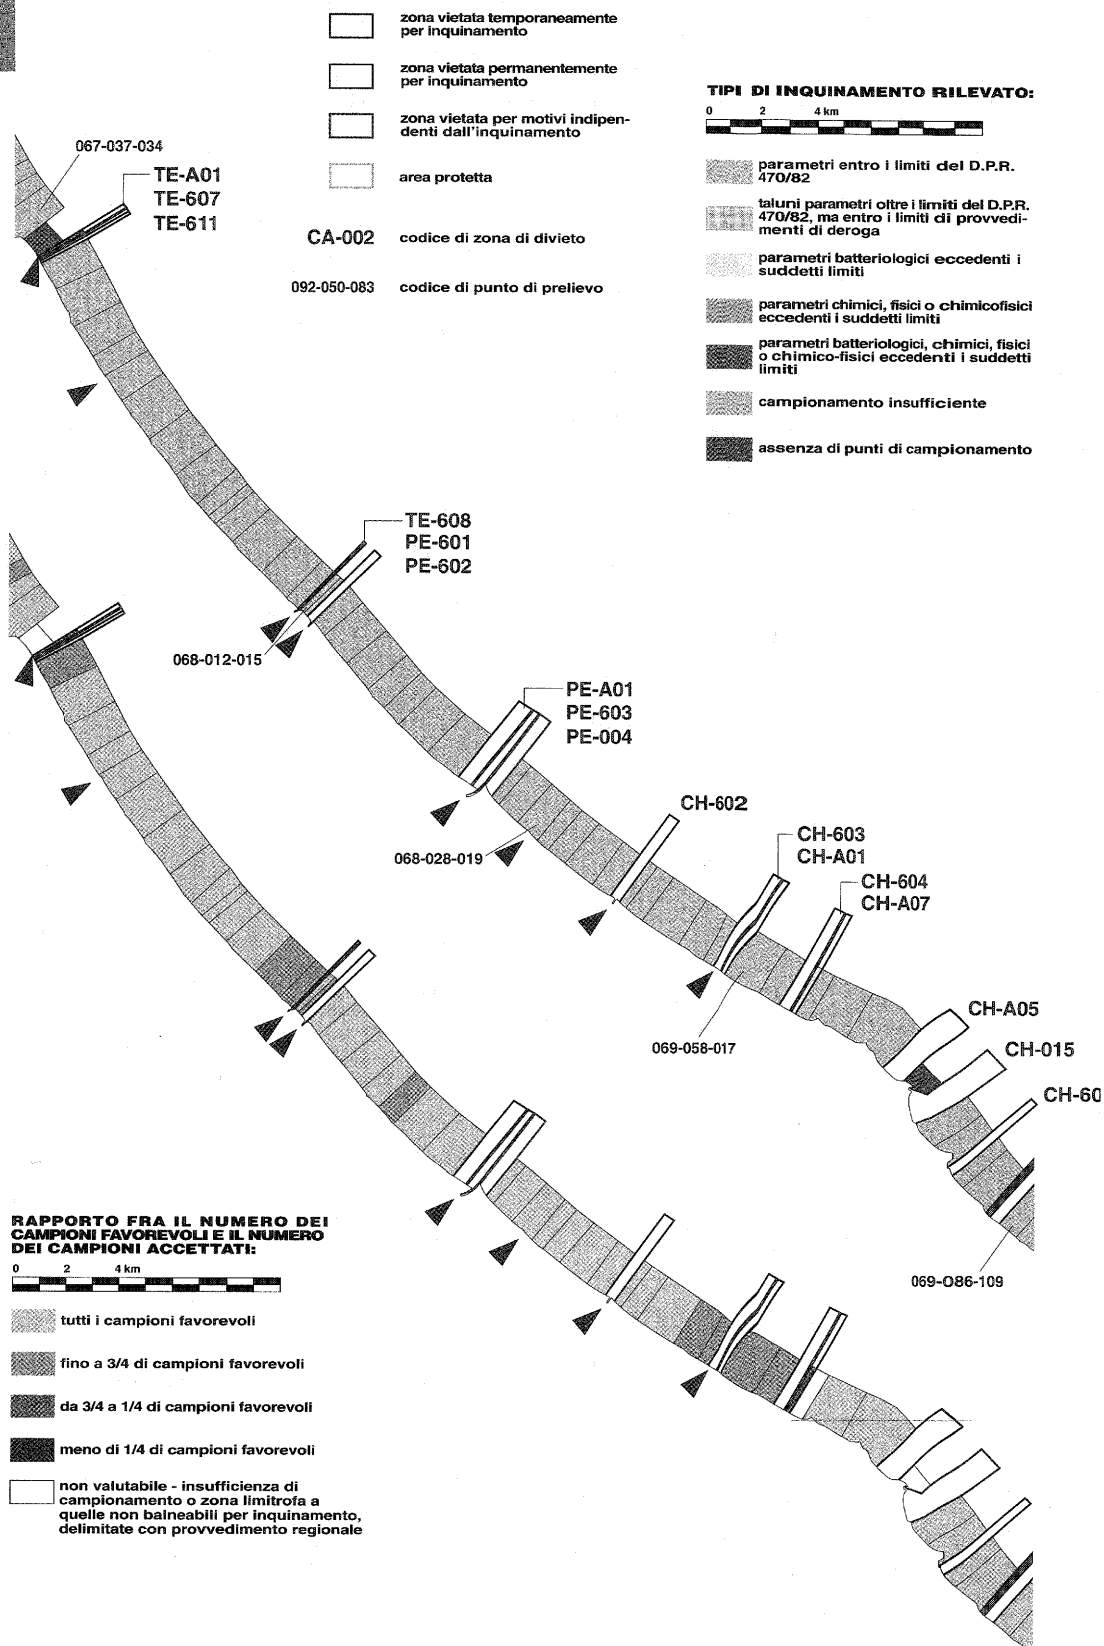 zona vietata temporaneamente
per inquinamento
zona vietata permanentemente
per inquinamento
zona vietata per motivi indipen-
denti dall'inquinamento
area protetta
CA-002 codice di zona di divieto
092-050-083 codice di punto di prelievo
TIPI DI INQUINAMENTO RILEVATO:
0 2 4 km
parametri entro i limiti del D.P.R.
470/82
taluni parametri oltre i limiti del D.P.R.
470/82, ma entro i limiti di provvedi-
menti di deroga
parametri batteriologici eccedenti i
suddetti limiti
parametri chimici, fisici o chimicofisici
eccedenti i suddetti limiti
parametri batteriologici, chimici, fisici
o chimico-fisici eccedenti i suddetti
limiti
campionamento insufficiente
assenza di punti di campionamento
067-037-034
TE-A01
TE-607
TE-611
TE-608
PE-601
PE-602
068-012-015
PE-A01
PE-603
PE-004
CH-602
068-028-019
CH-603
CH-A01
CH-604
CH-A07
069-058-017
CH-A05
CH-015
CH-60
069-O86-109
RAPPORTO FRA IL NUMERO DEI
CAMPIONI FAVOREVOLI E IL NUMERO
DEI CAMPIONI ACCETTATI:
0 2 4 km
tutti i campioni favorevoli
fino a 3/4 di campioni favorevoli
da 3/4 a 1/4 di campioni favorevoli
meno di 1/4 di campioni favorevoli
non valutabile - insufficienza di
campionamento o zona limitrofa a
quelle non balneabili per inquinamento,
delimitate con provvedimento regionale